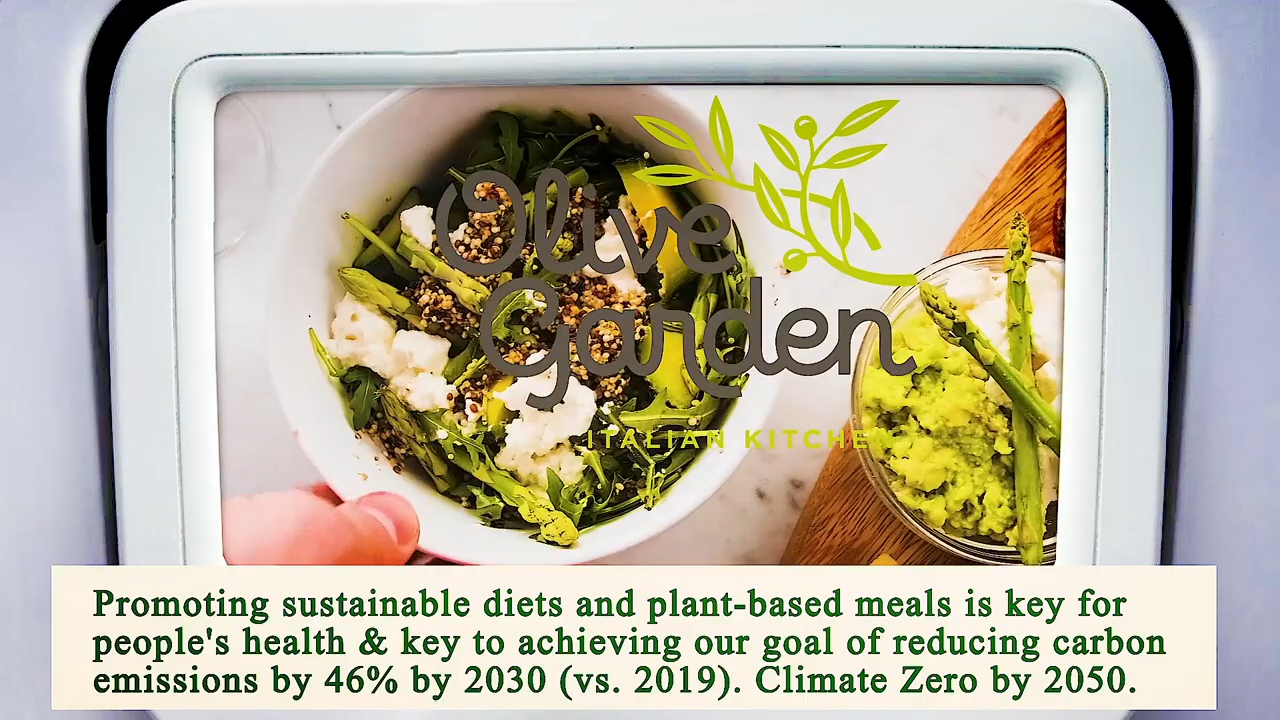 Olive
Garden
ITALIAN KITCHEN
Promoting sustainable diets and plant-based meals is key for
people's health & key to achieving our goal of reducing carbon
emissions by 46% by 2030 (vs. 2019). Climate Zero by 2050.